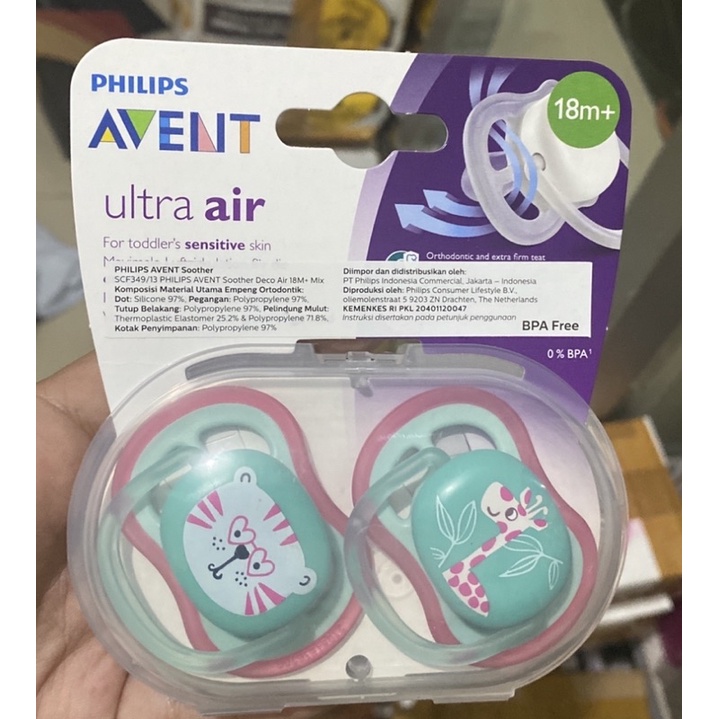 PHILIPS
AVENT
18m+
ultra air
For toddler's sensitive skin
Orthodontic and extra firm teat
PHILIPS AVENT Soother
SCF349/13 PHILIPS AVENT Soother Deco Air 18M+ Mix
Komposisi Material Utama Empeng Ortodontik:
Dot: Silicone 97%, Pegangan: Polypropylene 97%,
Tutup Belakang: Polypropylene 97%, Pelindung Mulut:
Thermoplastic Elastomer 25.2% & Polypropylene 71.8%,
Kotak Penyimpanan: Polypropylene 97%
Diimpor dan didistribusikan oleh:
PT Philips Indonesia Commercial, Jakarta – Indonesia
Diproduksi oleh: Philips Consumer Lifestyle B.V.,
oliemolenstraat 5 9203 ZN Drachten, The Netherlands
KEMENKES RI PKL 20401120047
Instruksi disertakan pada petunjuk penggunaan
BPA Free
0% BPA¹